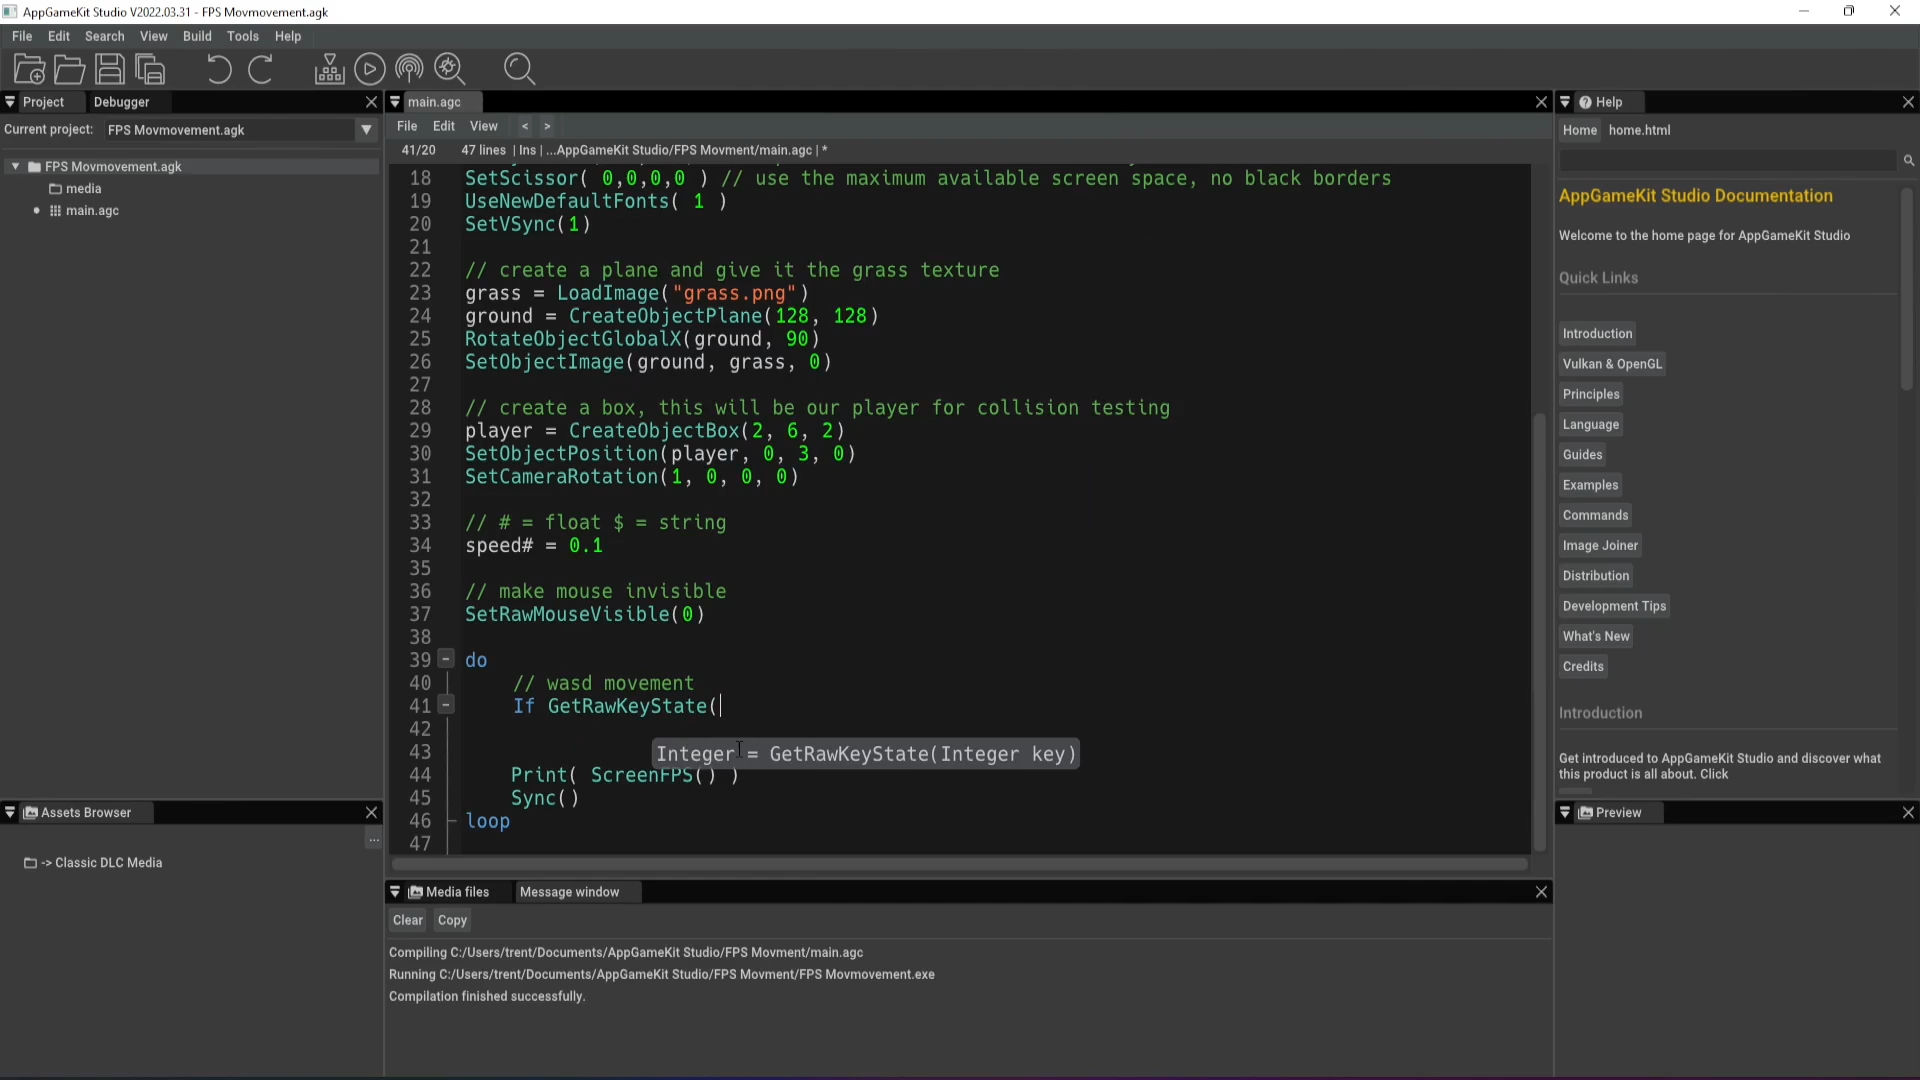 AppGameKit Studio V2022.03.31 - FPS Movmovement.agk
File Edit Search View Build Tools Help
Project Debugger
Current project: FPS Movmovement.agk
FPS Movmovement.agk
media
main.agc
Assets Browser
...
-> Classic DLC Media
main.agc
File Edit View < >
41/20 47 lines | Ins | ...AppGameKit Studio/FPS Movment/main.agc | *
18 SetScissor( 0,0,0,0 ) // use the maximum available screen space, no black borders
19 UseNewDefaultFonts( 1 )
20 SetVSync(1)
21
22 // create a plane and give it the grass texture
23 grass = LoadImage("grass.png")
24 ground = CreateObjectPlane(128, 128)
25 RotateObjectGlobalX(ground, 90)
26 SetObjectImage(ground, grass, 0)
27
28 // create a box, this will be our player for collision testing
29 player = CreateObjectBox(2, 6, 2)
30 SetObjectPosition(player, 0, 3, 0)
31 SetCameraRotation(1, 0, 0, 0)
32
33 // # = float $ = string
34 speed# = 0.1
35
36 // make mouse invisible
37 SetRawMouseVisible(0)
38
39 do
40 // wasd movement
41 If GetRawKeyState(
42
43
Integer = GetRawKeyState(Integer key)
44 Print( ScreenFPS() )
45 Sync()
46 loop
47
Media files Message window
Clear Copy
Compiling C:/Users/trent/Documents/AppGameKit Studio/FPS Movment/main.agc
Running C:/Users/trent/Documents/AppGameKit Studio/FPS Movment/FPS Movmovement.exe
Compilation finished successfully.
Help
Home home.html
AppGameKit Studio Documentation
Welcome to the home page for AppGameKit Studio
Quick Links
Introduction
Vulkan & OpenGL
Principles
Language
Guides
Examples
Commands
Image Joiner
Distribution
Development Tips
What's New
Credits
Introduction
Get introduced to AppGameKit Studio and discover what
this product is all about. Click
Preview